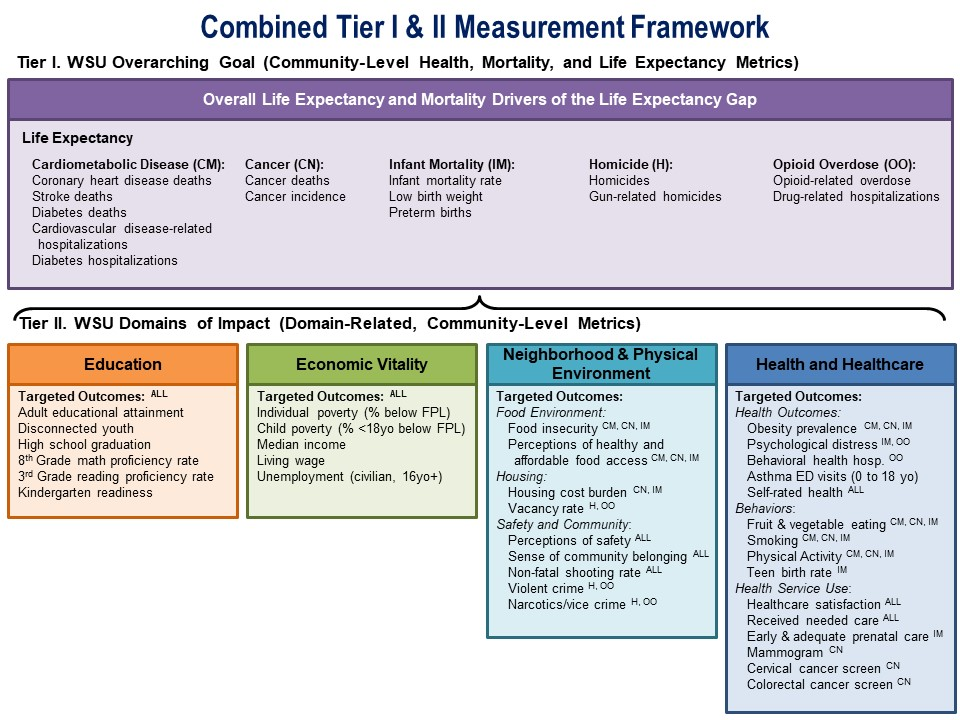 Combined Tier I & II Measurement Framework
Tier I. WSU Overarching Goal (Community-Level Health, Mortality, and Life Expectancy Metrics)
Overall Life Expectancy and Mortality Drivers of the Life Expectancy Gap
Life Expectancy
Cardiometabolic Disease (CM):
Coronary heart disease deaths
Stroke deaths
Diabetes deaths
Cardiovascular disease-related
hospitalizations
Diabetes hospitalizations
Cancer (CN):
Cancer deaths
Cancer incidence
Infant Mortality (IM):
Infant mortality rate
Low birth weight
Preterm births
Homicide (H):
Homicides
Gun-related homicides
Opioid Overdose (OO):
Opioid-related overdose
Drug-related hospitalizations
Tier II. WSU Domains of Impact (Domain-Related, Community-Level Metrics)
Education
Targeted Outcomes: ALL
Adult educational attainment
Disconnected youth
High school graduation
8th Grade math proficiency rate
3rd Grade reading proficiency rate
Kindergarten readiness
Economic Vitality
Targeted Outcomes: ALL
Individual poverty (% below FPL)
Child poverty (% <18yo below FPL)
Median income
Living wage
Unemployment (civilian, 16yo+)
Neighborhood & Physical
Environment
Targeted Outcomes:
Food Environment:
Food insecurity CM, CN, IM
Perceptions of healthy and
affordable food access CM, CN, IM
Housing:
Housing cost burden CN, IM
Vacancy rate H, OO
Safety and Community:
Perceptions of safety ALL
Sense of community belonging ALL
Non-fatal shooting rate ALL
Violent crime H, OO
Narcotics/vice crime H, OO
Health and Healthcare
Targeted Outcomes:
Health Outcomes:
Obesity prevalence CM, CN, IM
Psychological distress IM, OO
Behavioral health hosp. OO
Asthma ED visits (0 to 18 yo)
Self-rated health ALL
Behaviors:
Fruit & vegetable eating CM, CN, IM
Smoking CM, CN, IM
Physical Activity CM, CN, IM
Teen birth rate IM
Health Service Use:
Healthcare satisfaction ALL
Received needed care ALL
Early & adequate prenatal care IM
Mammogram CN
Cervical cancer screen CN
Colorectal cancer screen CN